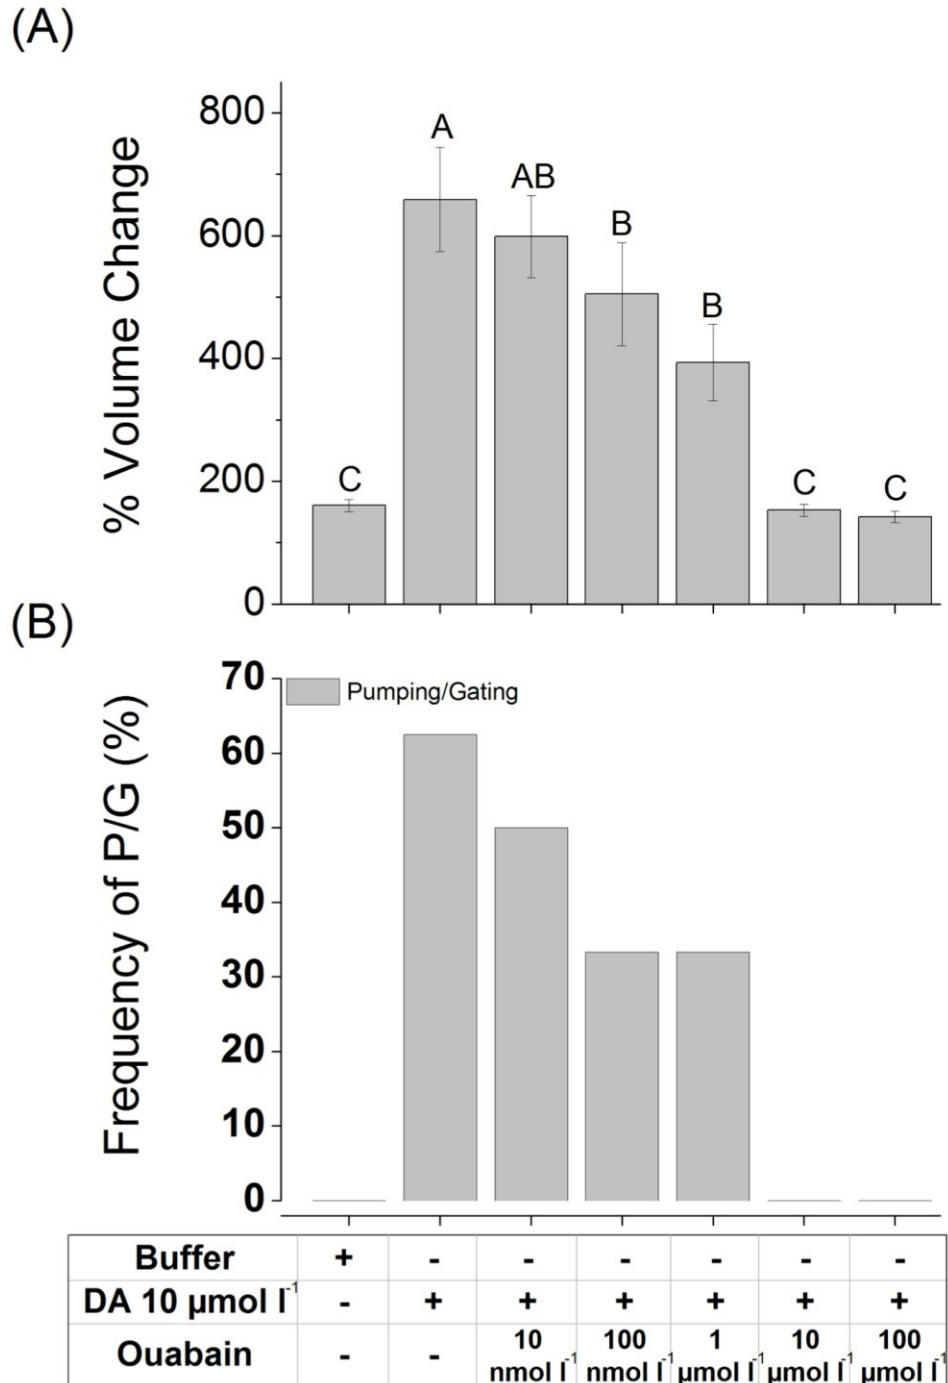 (A)
% Volume Change
800
600
400
200
0
C
A
AB
B
B
C
C
(B)
Frequency of P/G (%)
70
60
50
40
30
20
10
0
Pumping/Gating
Buffer + - - - - - -
DA 10 µmol l⁻¹ - + + + + + +
Ouabain - - 10 nmol l⁻¹ 100 nmol l⁻¹ 1 µmol l⁻¹ 10 µmol l⁻¹ 100 µmol l⁻¹